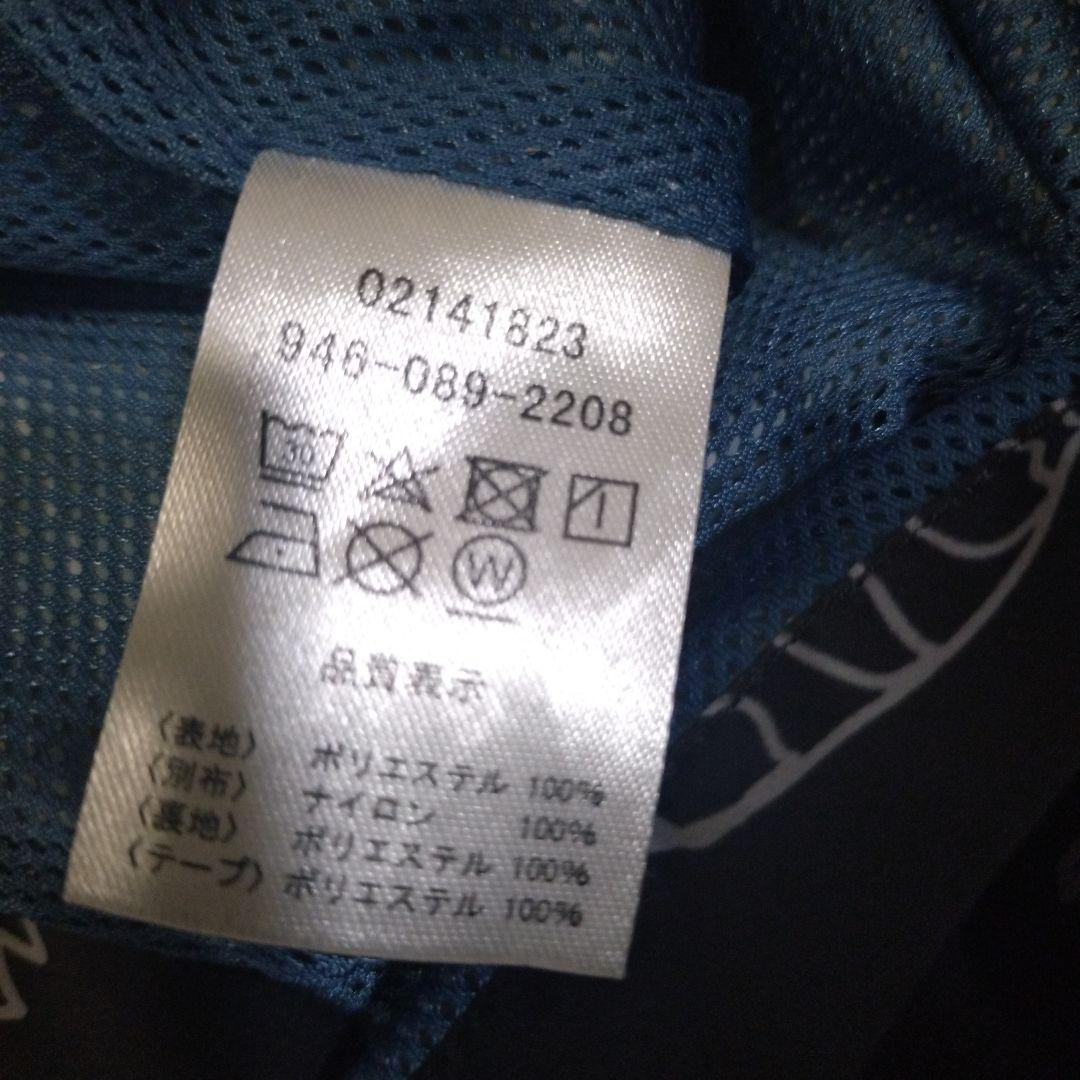 02141823
946-089-2208
30
W
品質表示
〈表地〉 ポリエステル 100%
〈別布〉 ナイロン 100%
〈裏地〉 ポリエステル 100%
〈テープ〉 ポリエステル 100%